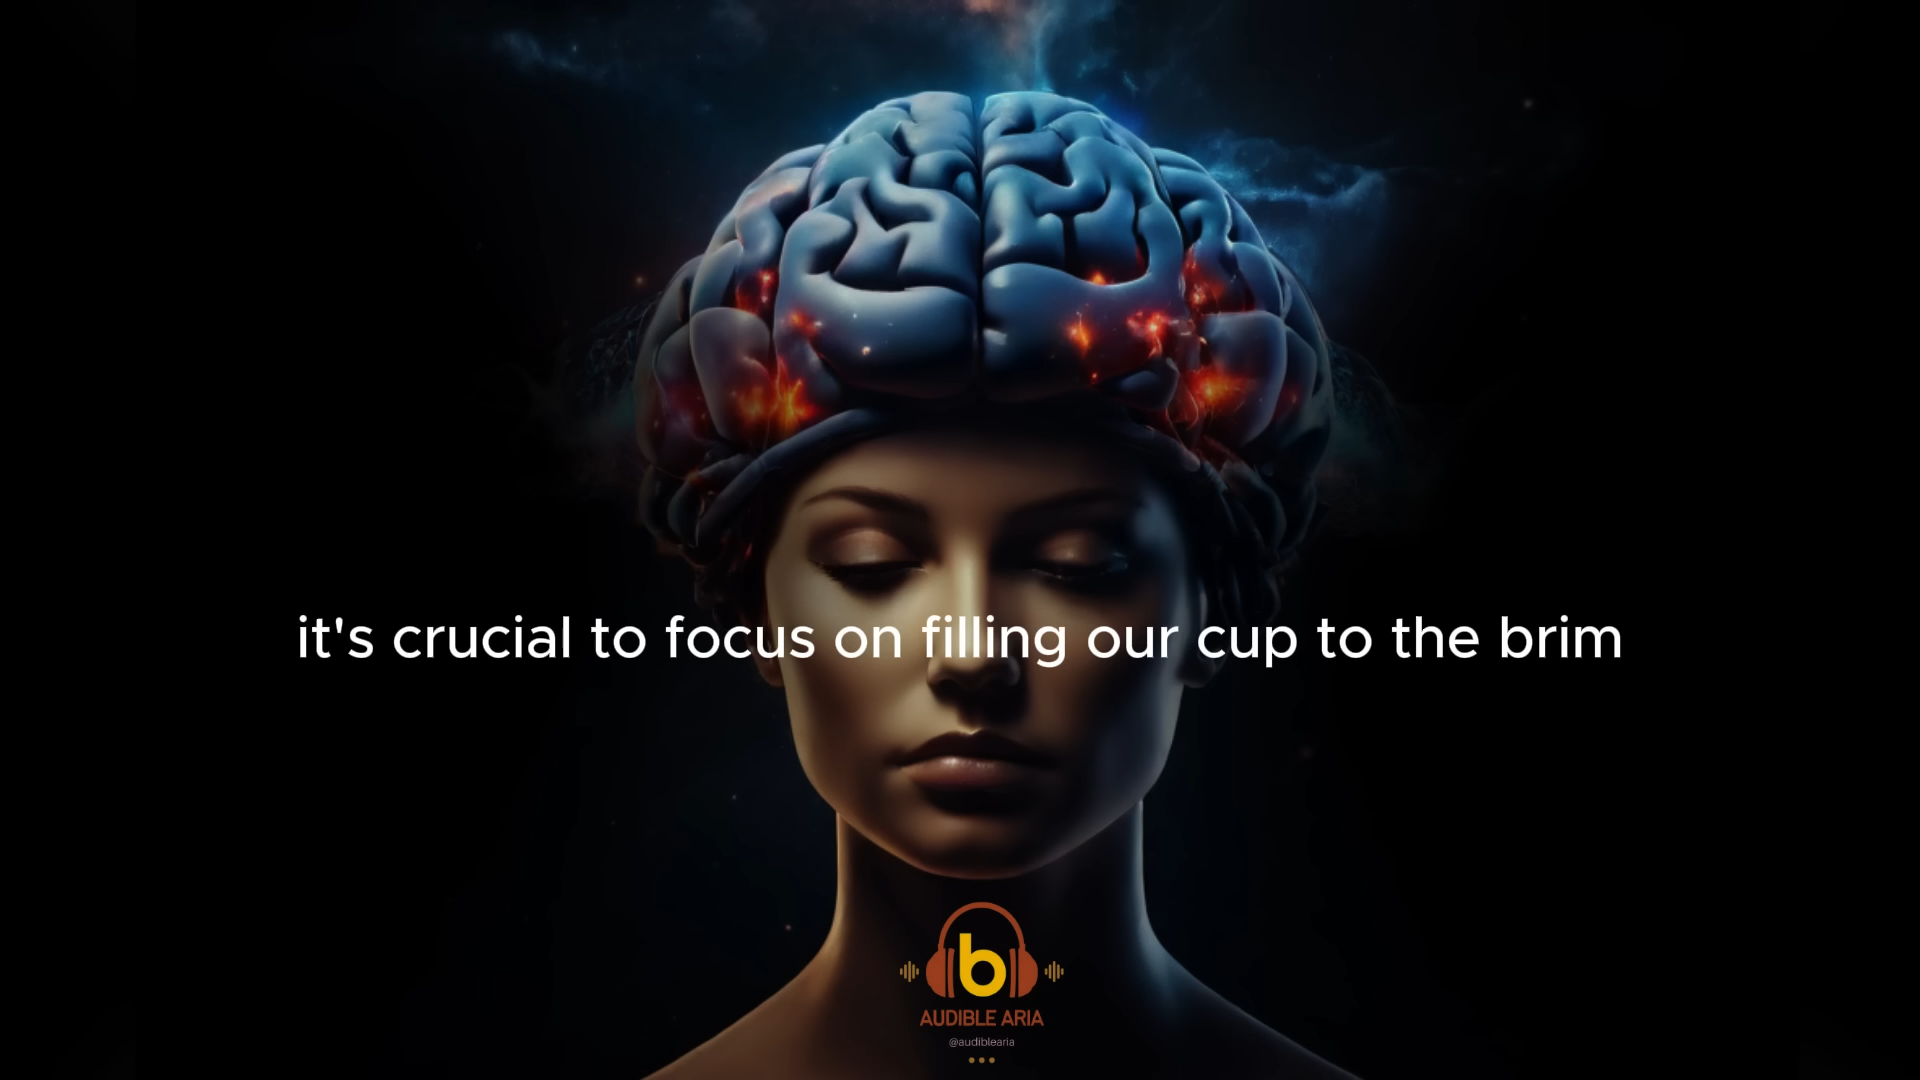 it's crucial to focus on filling our cup to the brim
b
AUDIBLE ARIA
@audiblearia